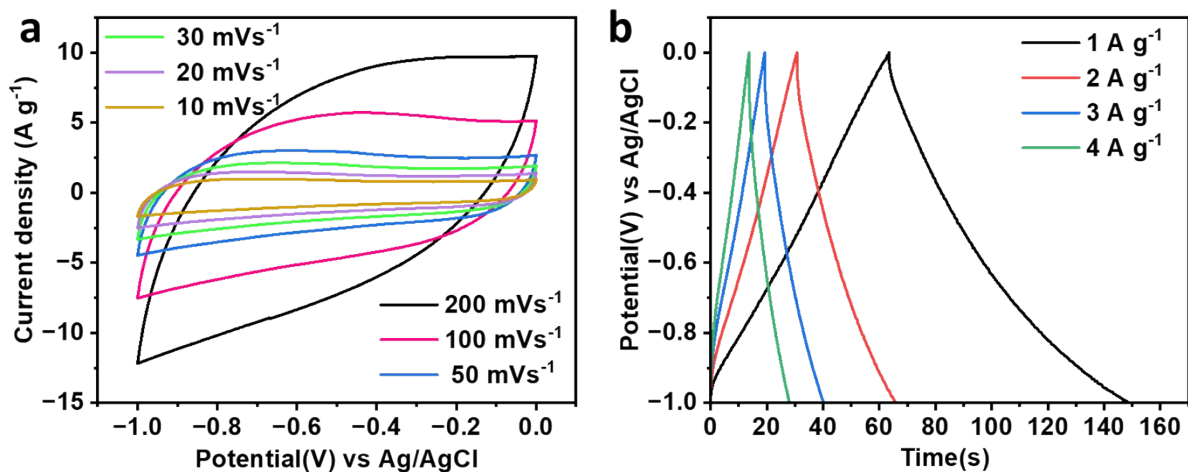 a
30 mVs⁻¹
20 mVs⁻¹
10 mVs⁻¹
200 mVs⁻¹
100 mVs⁻¹
50 mVs⁻¹
Current density (A g⁻¹)
10
5
0
−5
−10
−15
−1.0 −0.8 −0.6 −0.4 −0.2 0.0
Potential(V) vs Ag/AgCl
b
1 A g⁻¹
2 A g⁻¹
3 A g⁻¹
4 A g⁻¹
Potential(V) vs Ag/AgCl
0.0
−0.2
−0.4
−0.6
−0.8
−1.0
0 20 40 60 80 100 120 140 160
Time(s)